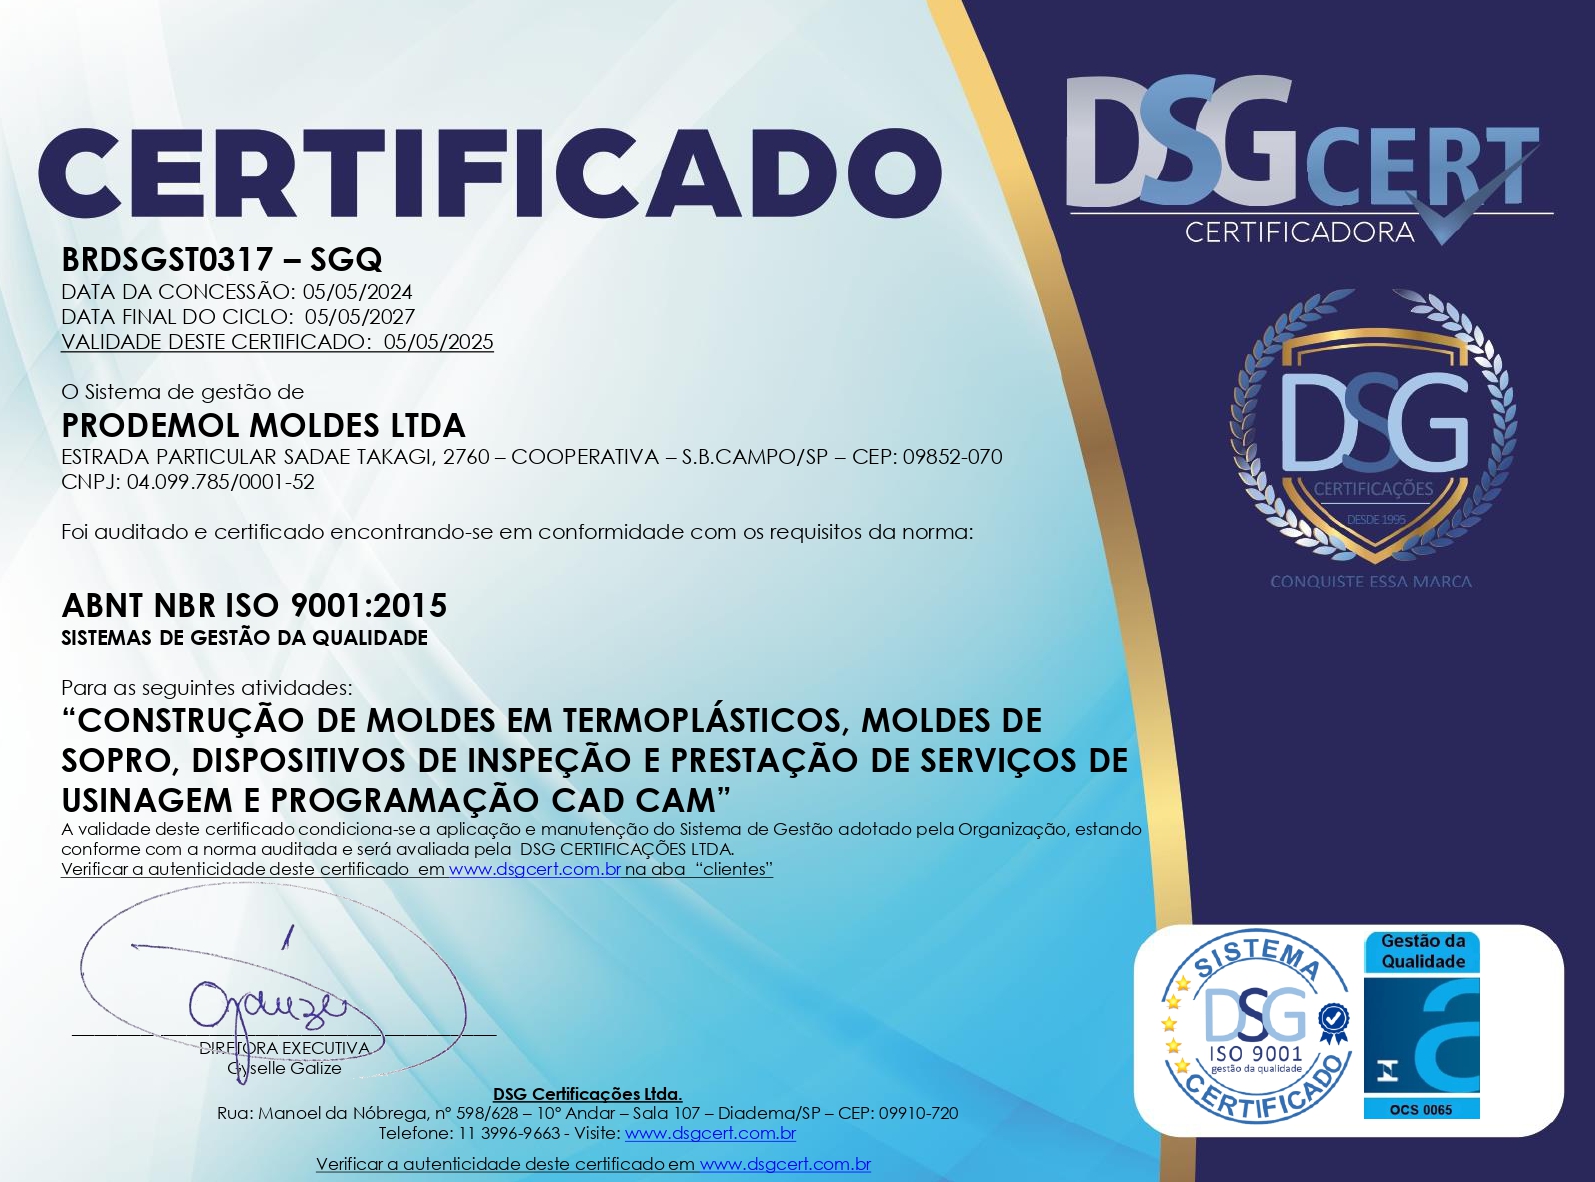 CERTIFICADO
BRDSGST0317 – SGQ
DATA DA CONCESSÃO: 05/05/2024
DATA FINAL DO CICLO: 05/05/2027
VALIDADE DESTE CERTIFICADO: 05/05/2025
O Sistema de gestão de
PRODEMOL MOLDES LTDA
ESTRADA PARTICULAR SADAE TAKAGI, 2760 – COOPERATIVA – S.B.CAMPO/SP – CEP: 09852-070
CNPJ: 04.099.785/0001-52
Foi auditado e certificado encontrando-se em conformidade com os requisitos da norma:
ABNT NBR ISO 9001:2015
SISTEMAS DE GESTÃO DA QUALIDADE
Para as seguintes atividades:
“CONSTRUÇÃO DE MOLDES EM TERMOPLÁSTICOS, MOLDES DE
SOPRO, DISPOSITIVOS DE INSPEÇÃO E PRESTAÇÃO DE SERVIÇOS DE
USINAGEM E PROGRAMAÇÃO CAD CAM”
A validade deste certificado condiciona-se a aplicação e manutenção do Sistema de Gestão adotado pela Organização, estando
conforme com a norma auditada e será avaliada pela DSG CERTIFICAÇÕES LTDA.
Verificar a autenticidade deste certificado em www.dsgcert.com.br na aba “clientes”
DIRETORA EXECUTIVA
Gyselle Galize
DSG Certificações Ltda.
Rua: Manoel da Nóbrega, nº 598/628 – 10º Andar – Sala 107 – Diadema/SP – CEP: 09910-720
Telefone: 11 3996-9663 - Visite: www.dsgcert.com.br
Verificar a autenticidade deste certificado em www.dsgcert.com.br
DSG CERT
CERTIFICADORA
DSG
CERTIFICAÇÕES
DESDE 1995
CONQUISTE ESSA MARCA
SISTEMA
DSG
ISO 9001
gestão da qualidade
CERTIFICADO
Gestão da
Qualidade
OCS 0065